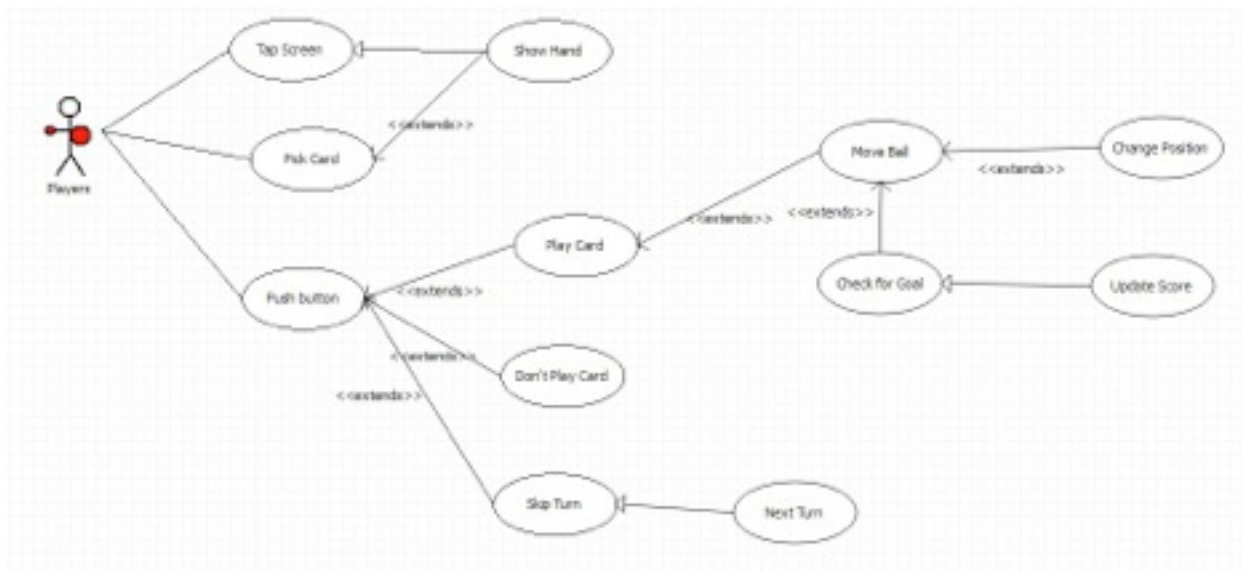 Tap Screen
Show Hand
<<extends>>
Pick Card
Players
Move Ball
Change Position
<<extends>>
<<extends>>
<<extends>>
Play Card
Push button
<<extends>>
Check for Goal
Update Score
<<extends>>
Don't Play Card
<<extends>>
Skip Turn
Next Turn